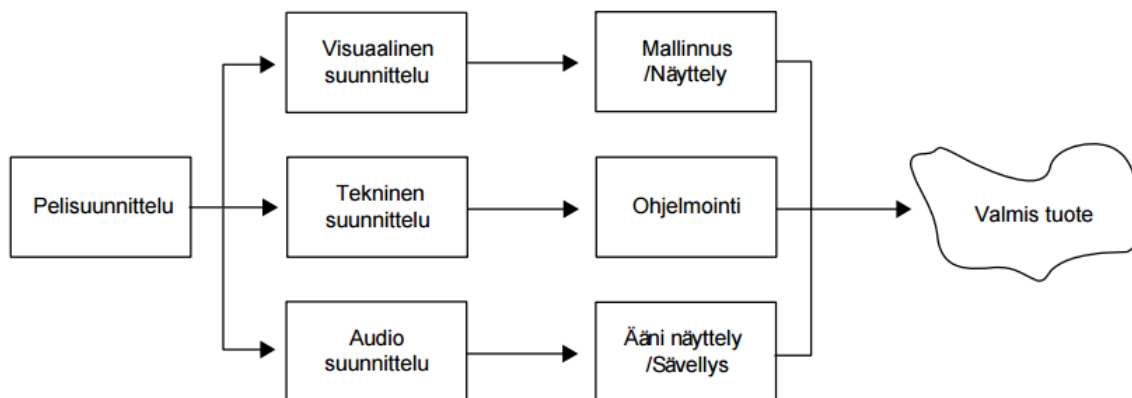 Visuaalinen
suunnittelu
Mallinnus
/Näyttely
Pelisuunnittelu
Tekninen
suunnittelu
Ohjelmointi
Valmis tuote
Audio
suunnittelu
Ääni näyttely
/Sävellys